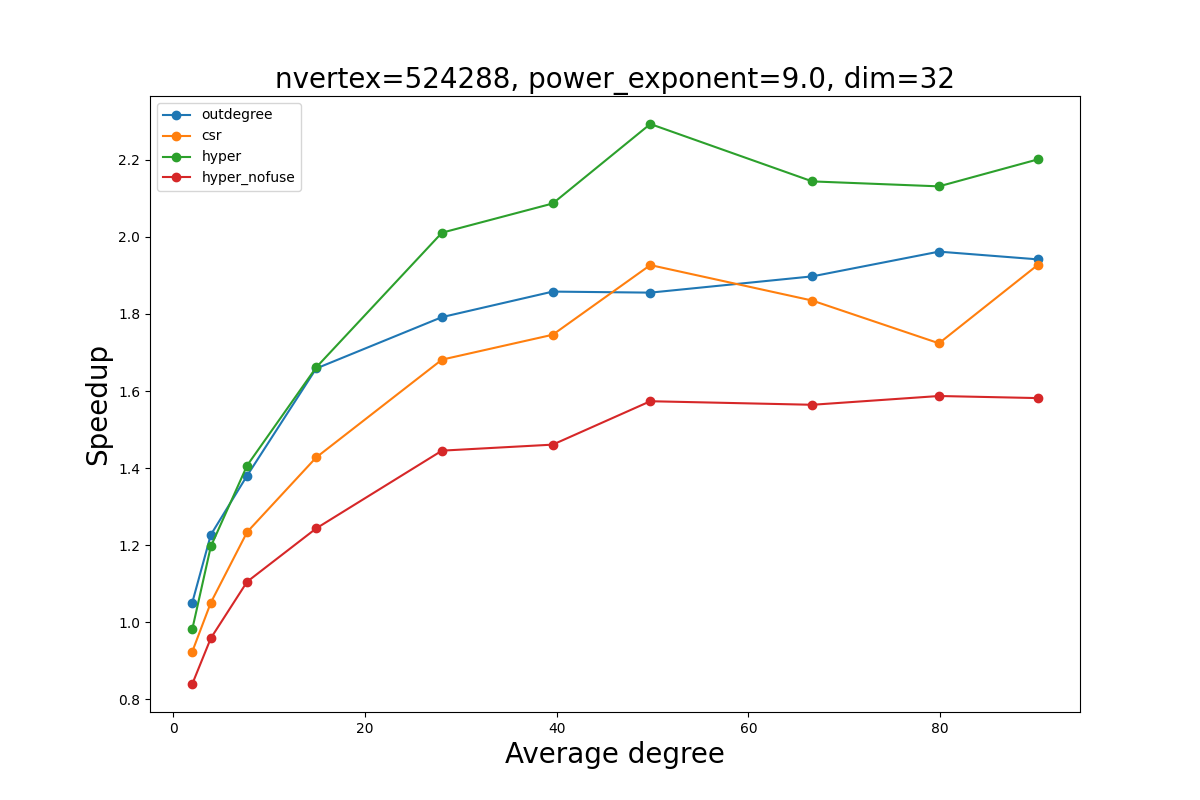 nvertex=524288, power_exponent=9.0, dim=32
outdegree
csr
hyper
hyper_nofuse
Speedup
2.2
2.0
1.8
1.6
1.4
1.2
1.0
0.8
0
20
40
60
80
Average degree